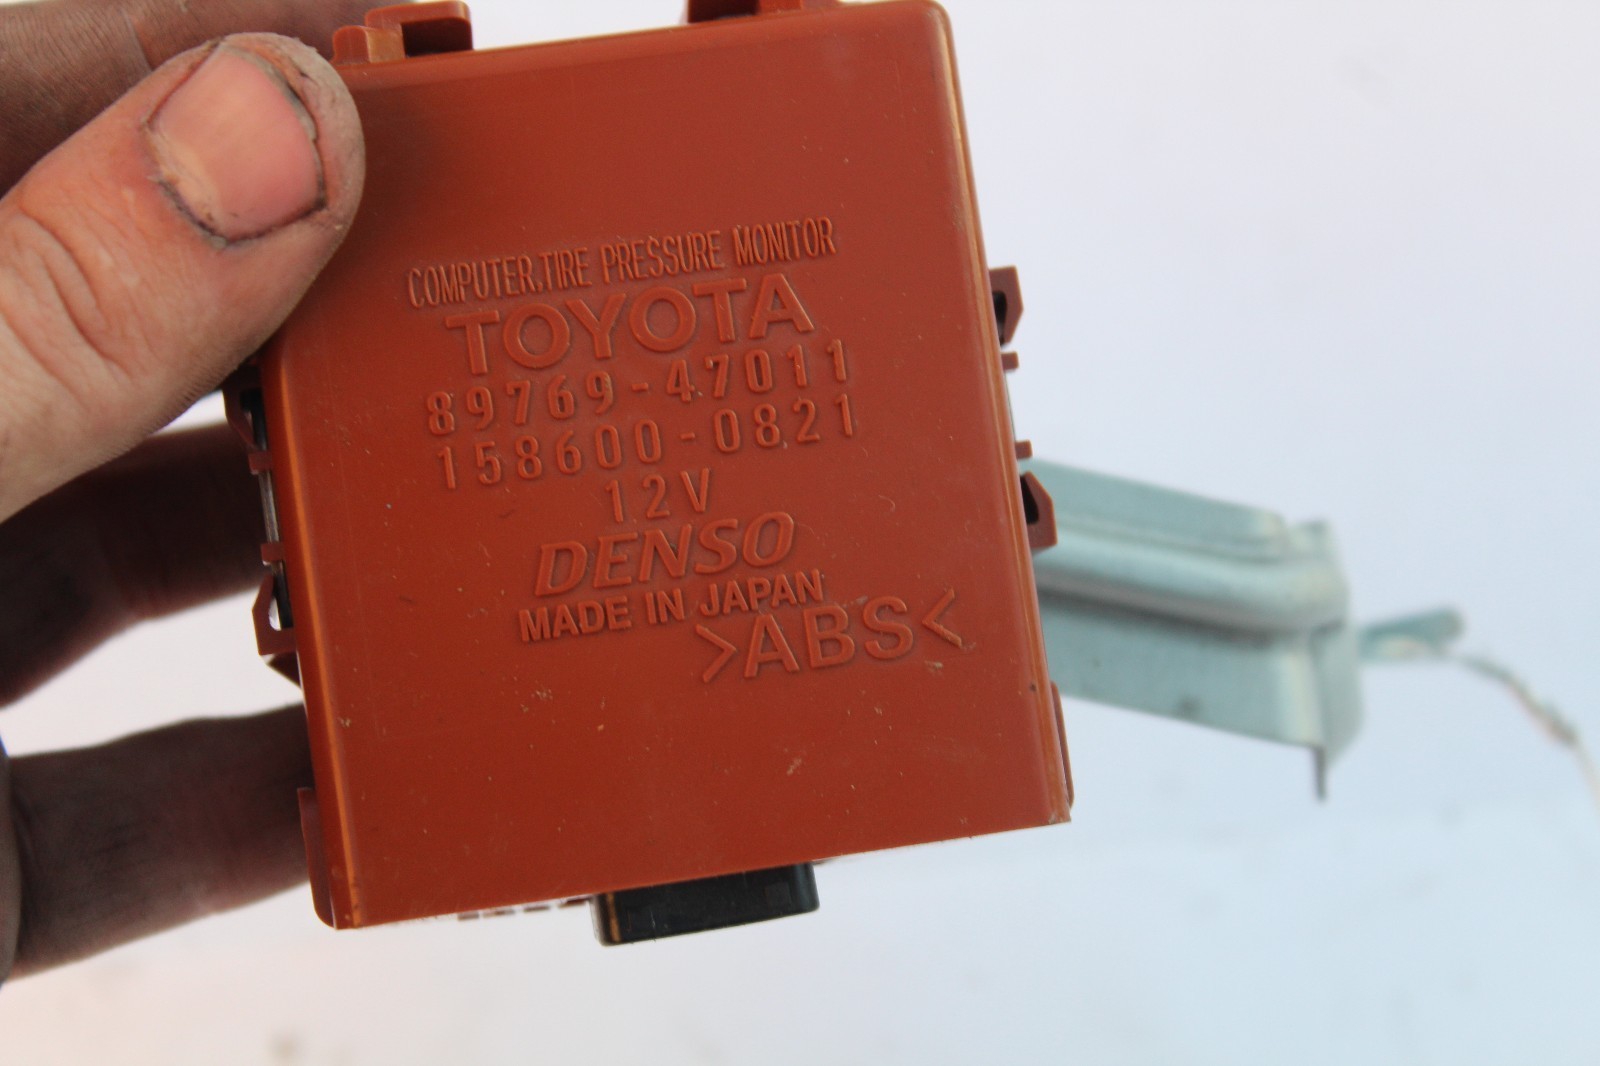 COMPUTER,TIRE PRESSURE MONITOR
TOYOTA
89769-47011
158600-0821
12V
DENSO
MADE IN JAPAN
>ABS<